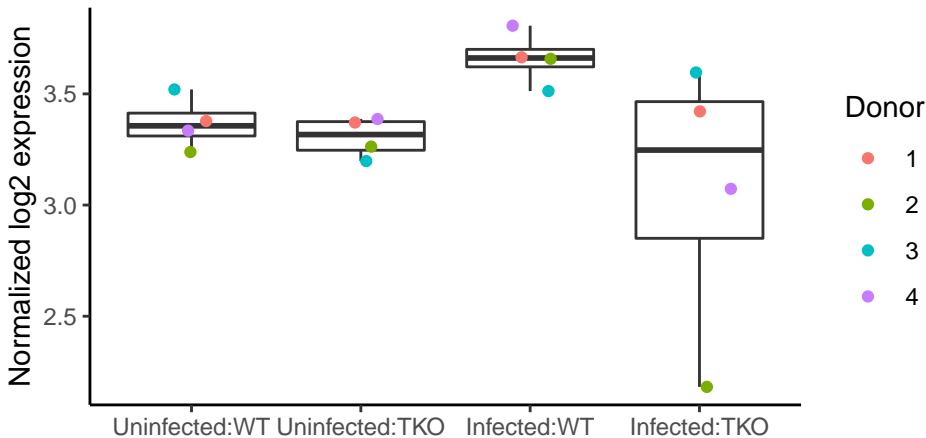 Normalized log2 expression
3.5
3.0
2.5
Uninfected:WT
Uninfected:TKO
Infected:WT
Infected:TKO
Donor
1
2
3
4